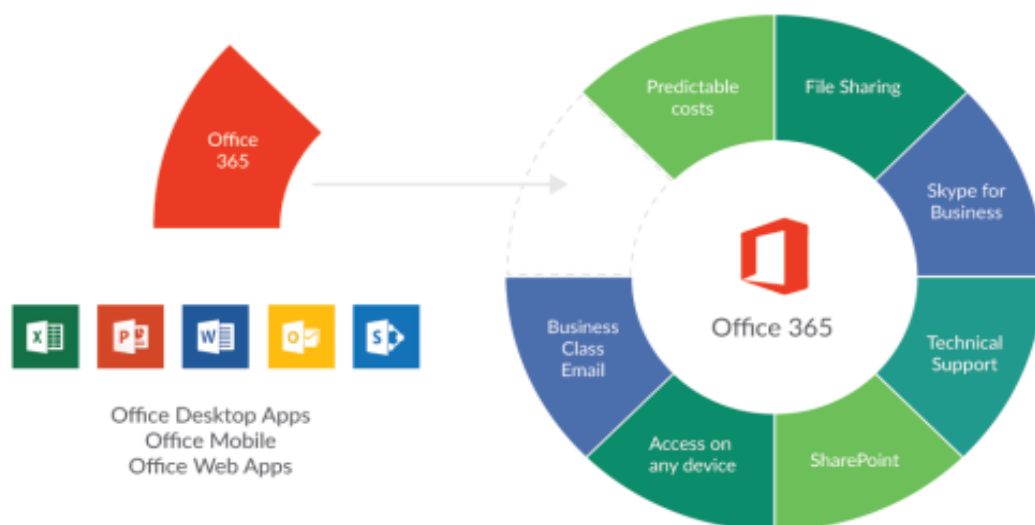 Office
365
X
P
W
O
S
Office Desktop Apps
Office Mobile
Office Web Apps
Predictable
costs
File Sharing
Skype for
Business
Technical
Support
SharePoint
Access on
any device
Business
Class
Email
Office 365